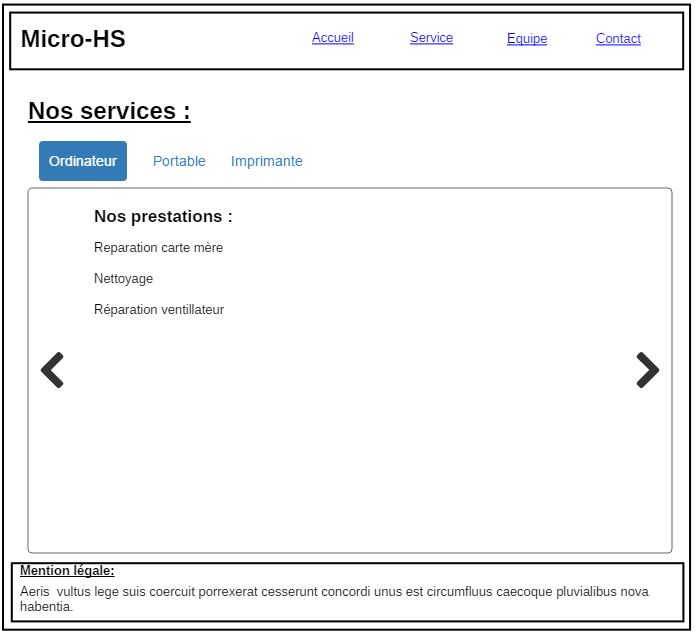 Micro-HS
Accueil Service Equipe Contact
Nos services :
Ordinateur Portable Imprimante
Nos prestations :
Reparation carte mère
Nettoyage
Réparation ventillateur
Mention légale:
Aeris vultus lege suis coercuit porrexerat cesserunt concordi unus est circumfluus caecoque pluvialibus nova
habentia.